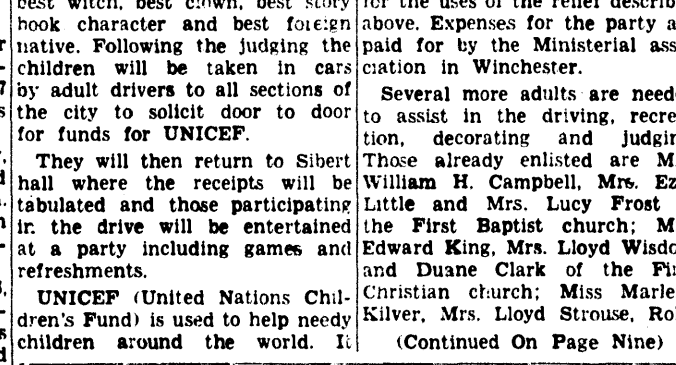 best witch, best clown, best story
book character and best foreign
native. Following the judging the
children will be taken in cars
by adult drivers to all sections of
the city to solicit door to door
for funds for UNICEF.
They will then return to Sibert
hall where the receipts will be
tabulated and those participating
in the drive will be entertained
at a party including games and
refreshments.
UNICEF (United Nations Chil-
dren's Fund) is used to help needy
children around the world. It
for the uses of the relief describ
above. Expenses for the party a
paid for by the Ministerial ass
ciation in Winchester.
Several more adults are need
to assist in the driving, recre
tion, decorating and judgin
Those already enlisted are M
William H. Campbell, Mrs. Ez
Little and Mrs. Lucy Frost
the First Baptist church; M
Edward King, Mrs. Lloyd Wisdo
and Duane Clark of the Fir
Christian church; Miss Marle
Kilver, Mrs. Lloyd Strouse, Ro
(Continued On Page Nine)